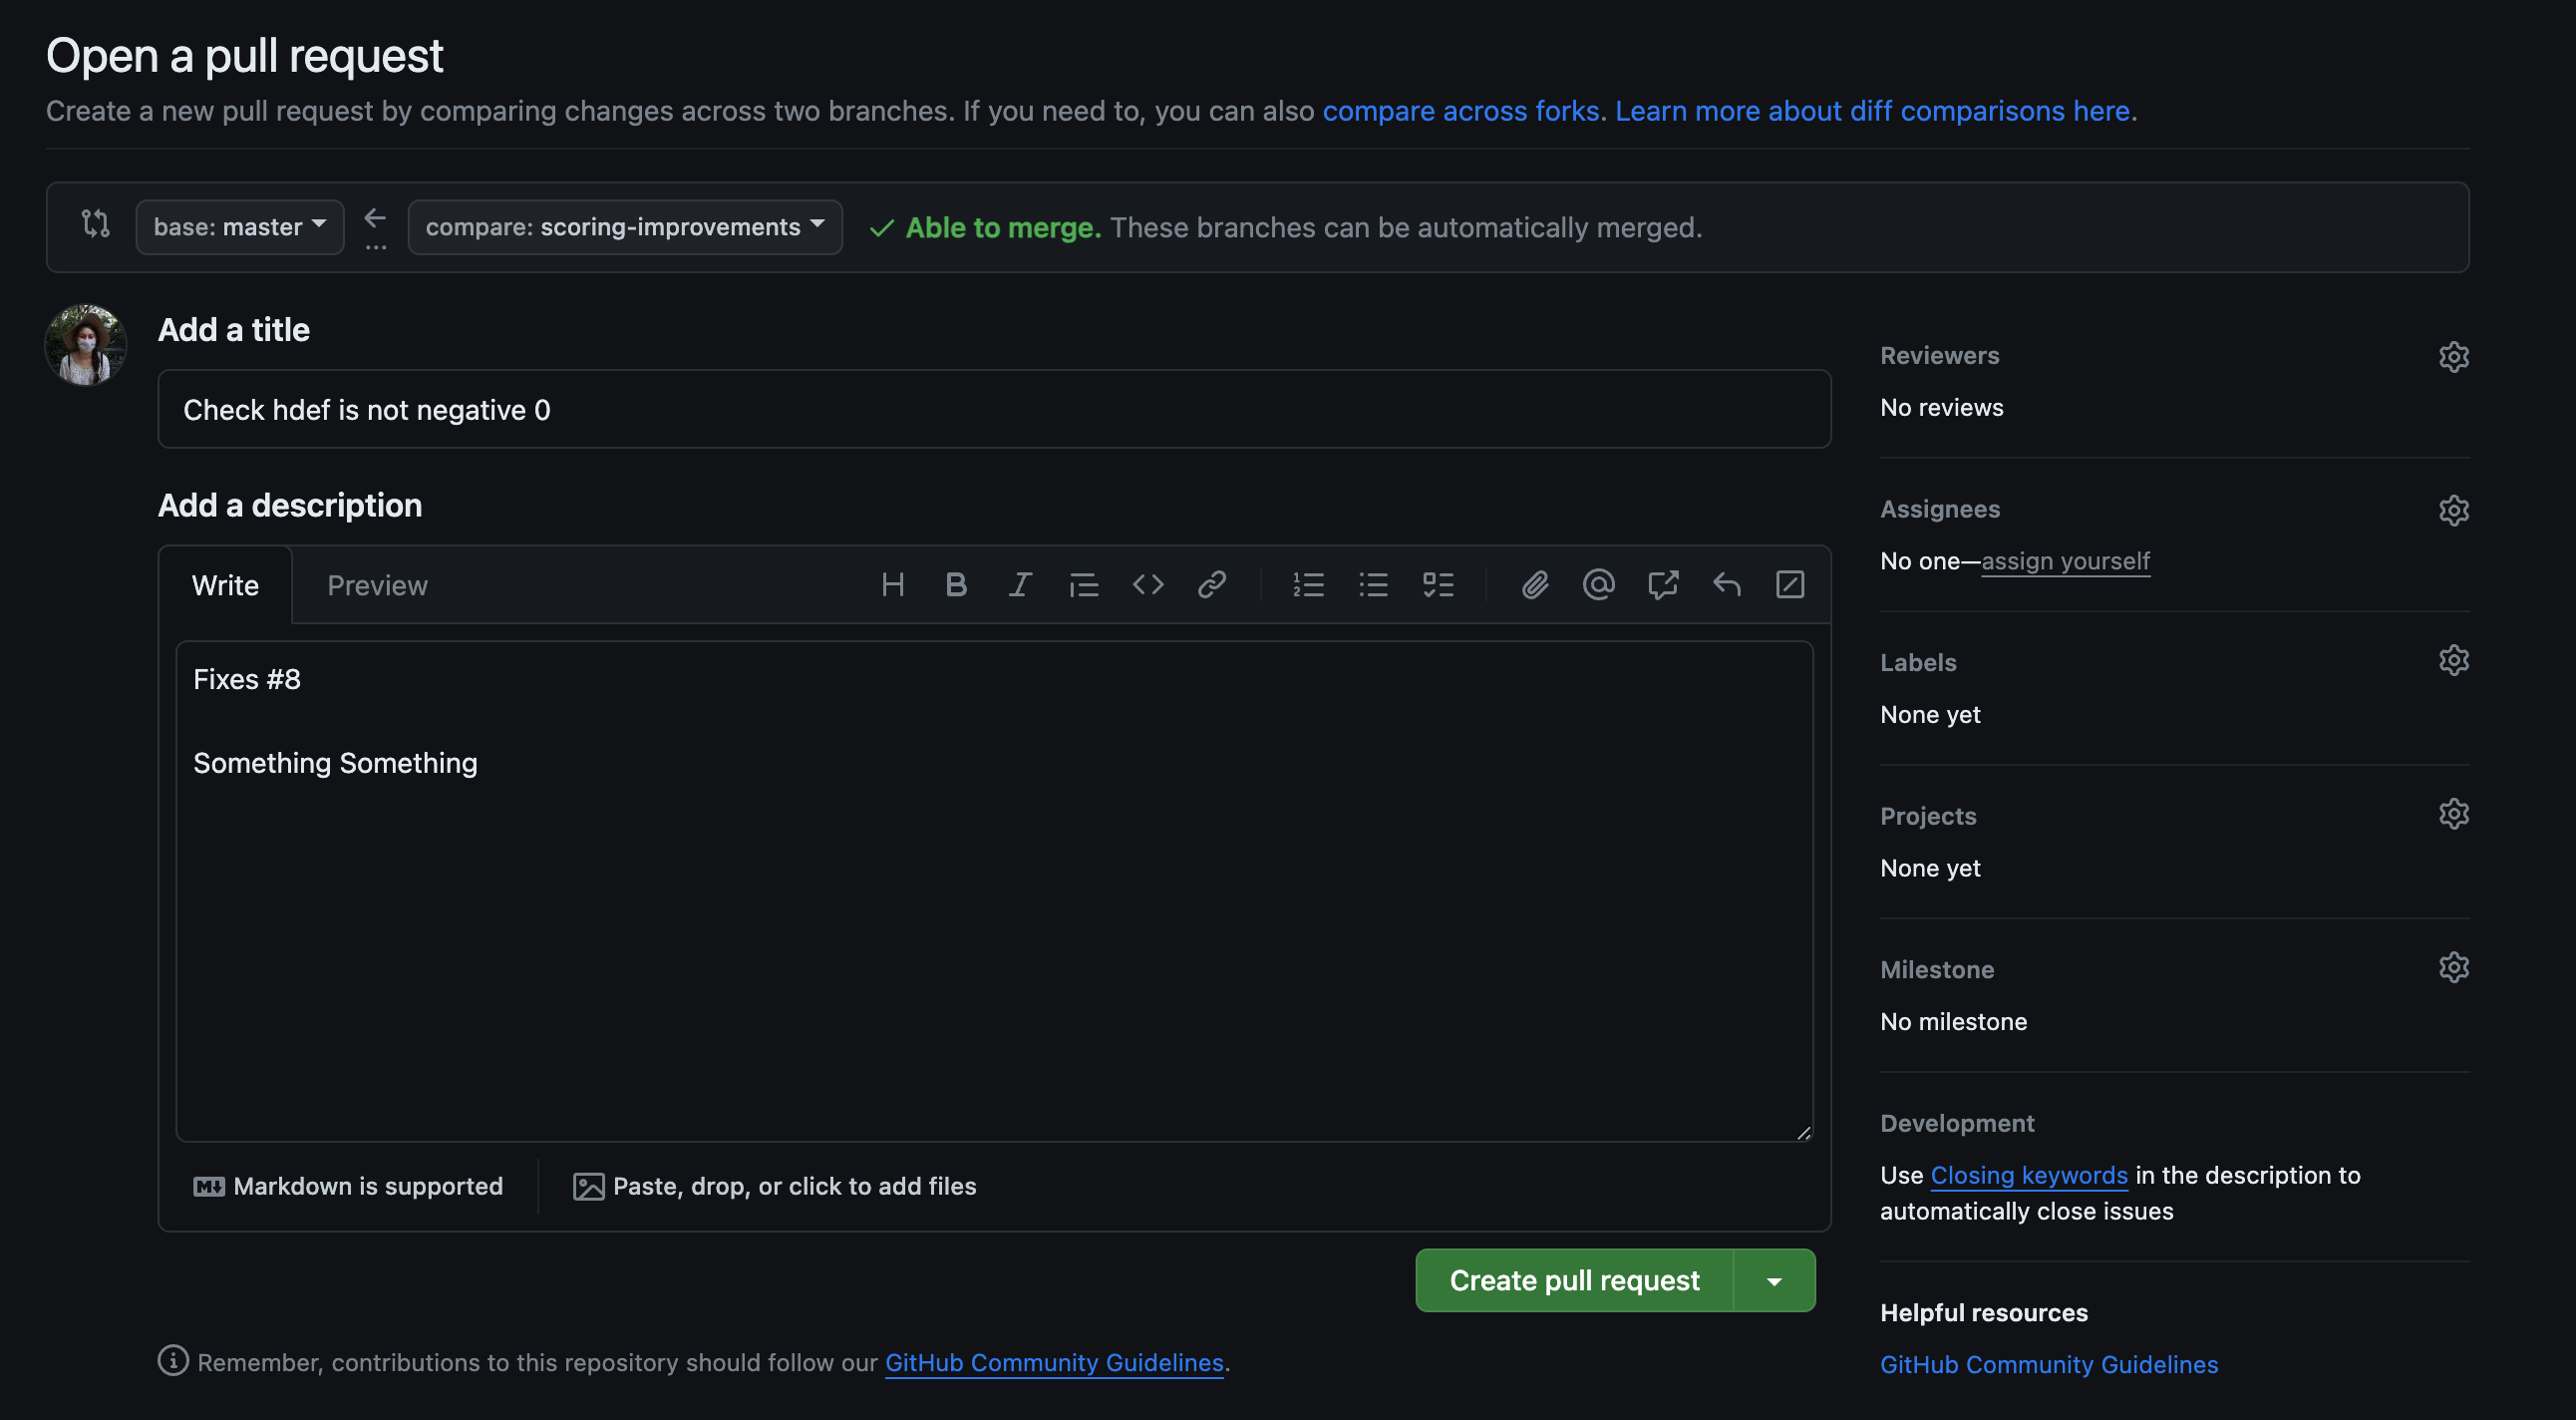 Open a pull request
Create a new pull request by comparing changes across two branches. If you need to, you can also compare across forks. Learn more about diff comparisons here.
base: master
compare: scoring-improvements
Able to merge. These branches can be automatically merged.
Add a title
Check hdef is not negative 0
Add a description
Write
Preview
Fixes #8
Something Something
Markdown is supported
Paste, drop, or click to add files
Create pull request
Remember, contributions to this repository should follow our GitHub Community Guidelines.
Reviewers
No reviews
Assignees
No one—assign yourself
Labels
None yet
Projects
None yet
Milestone
No milestone
Development
Use Closing keywords in the description to
automatically close issues
Helpful resources
GitHub Community Guidelines